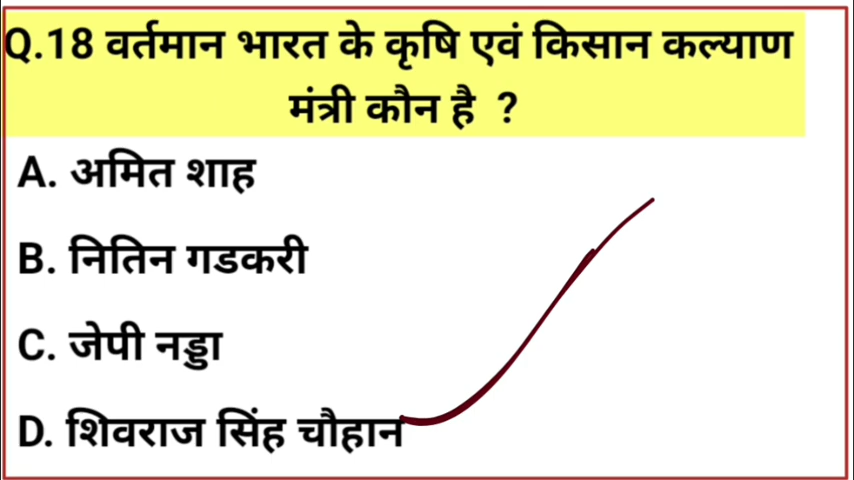 Q.18 वर्तमान भारत के कृषि एवं किसान कल्याण
मंत्री कौन है ?
A. अमित शाह
B. नितिन गडकरी
C. जेपी नड्डा
D. शिवराज सिंह चौहान